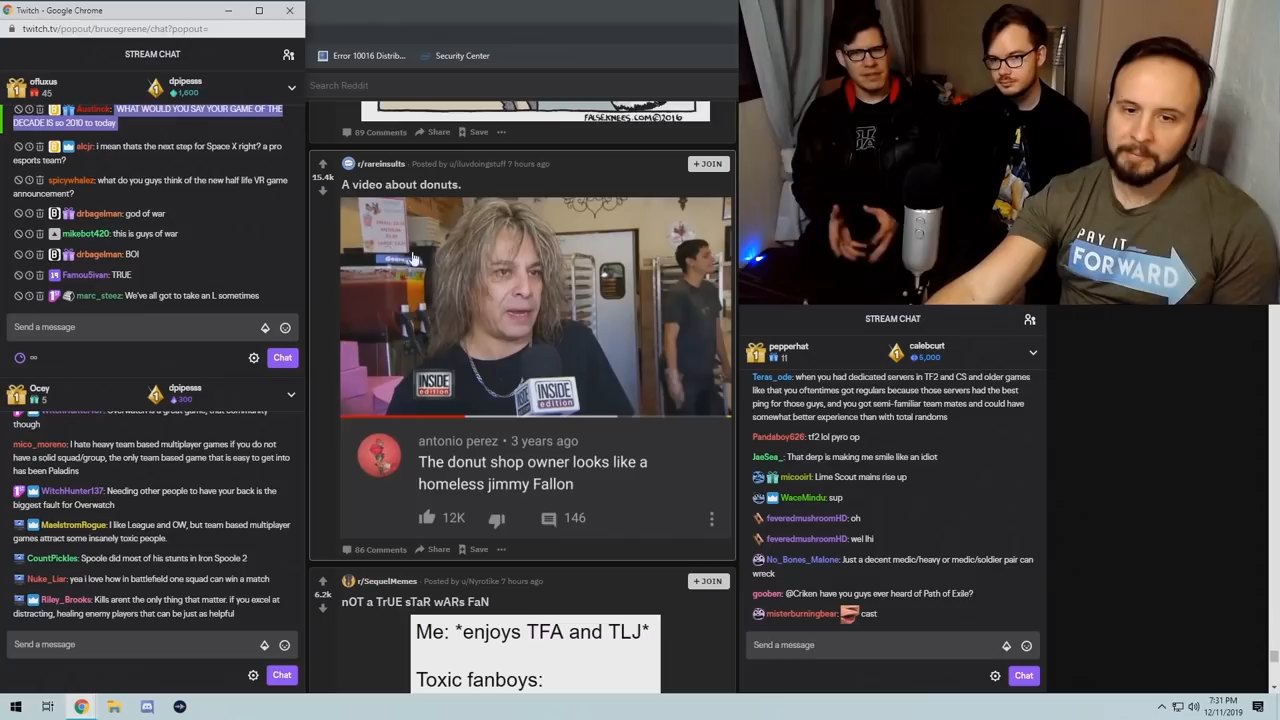 Twitch - Google Chrome
twitch.tv/popout/brucegreene/chat?popout=
STREAM CHAT
ofluxus
45
dpipesss
1,600
Austinck: WHAT WOULD YOU SAY YOUR GAME OF THE
DECADE IS so 2010 to today
alcjr: i mean thats the next step for Space X right? a pro
esports team?
spicywhalez: what do you guys think of the new half life VR game
announcement?
drbagelman: god of war
mikebot420: this is guys of war
drbagelman: BOI
Famou5ivan: TRUE
marc_steez: We've all got to take an L sometimes
Send a message
∞
Chat
Ocey
5
dpipesss
300
WitchHunter137: Overwatch is a great game, that community
though
mico_moreno: I hate heavy team based multiplayer games if you do not
have a solid squad/group, the only team based game that is easy to get into
has been Paladins
WitchHunter137: Needing other people to have your back is the
biggest fault for Overwatch
MaelstromRogue: I like League and OW, but team based multiplayer
games attract some insanely toxic people.
CountPickles: Spoole did most of his stunts in Iron Spoole 2
Nuke_Liar: yea i love how in battlefield one squad can win a match
Riley_Brooks: Kills arent the only thing that matter. if you excel at
distracting, healing enemy players that can be just as helpful
Send a message
Chat
Error 10016 Distrib...
Security Center
Search Reddit
FALSEKNEES.COM©2016
89 Comments Share Save ...
r/rareinsults • Posted by u/iluvdoingstuff 7 hours ago
+ JOIN
15.4k
A video about donuts.
INSIDE
edition
INSIDE
edition
antonio perez • 3 years ago
The donut shop owner looks like a
homeless jimmy Fallon
12K
146
86 Comments Share Save ...
r/SequelMemes • Posted by u/Nyrotike 7 hours ago
+ JOIN
6.2k
nOT a TrUE sTaR wARs FaN
Me: *enjoys TFA and TLJ*
Toxic fanboys:
PAY IT
FORWARD
STREAM CHAT
pepperhat
11
calebcurt
5,000
Teras_ode: when you had dedicated servers in TF2 and CS and older games
like that you oftentimes got regulars because those servers had the best
ping for those guys, and you got semi-familiar team mates and could have
somewhat better experience than with total randoms
Pandaboy626: tf2 lol pyro op
JaeSea_: That derp is making me smile like an idiot
micooirl: Lime Scout mains rise up
WaceMindu: sup
feveredmushroomHD: oh
feveredmushroomHD: wel lhi
No_Bones_Malone: Just a decent medic/heavy or medic/soldier pair can
wreck
gooben: @Criken have you guys ever heard of Path of Exile?
misterburningbear: cast
Send a message
Chat
7:31 PM
12/11/2019